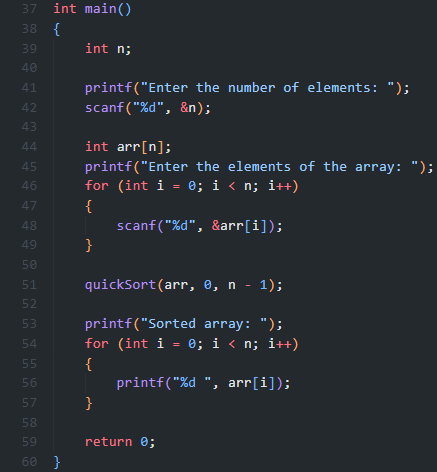 37 int main()
38 {
39     int n;
40
41     printf("Enter the number of elements: ");
42     scanf("%d", &n);
43
44     int arr[n];
45     printf("Enter the elements of the array: ");
46     for (int i = 0; i < n; i++)
47     {
48         scanf("%d", &arr[i]);
49     }
50
51     quickSort(arr, 0, n - 1);
52
53     printf("Sorted array: ");
54     for (int i = 0; i < n; i++)
55     {
56         printf("%d ", arr[i]);
57     }
58
59     return 0;
60 }